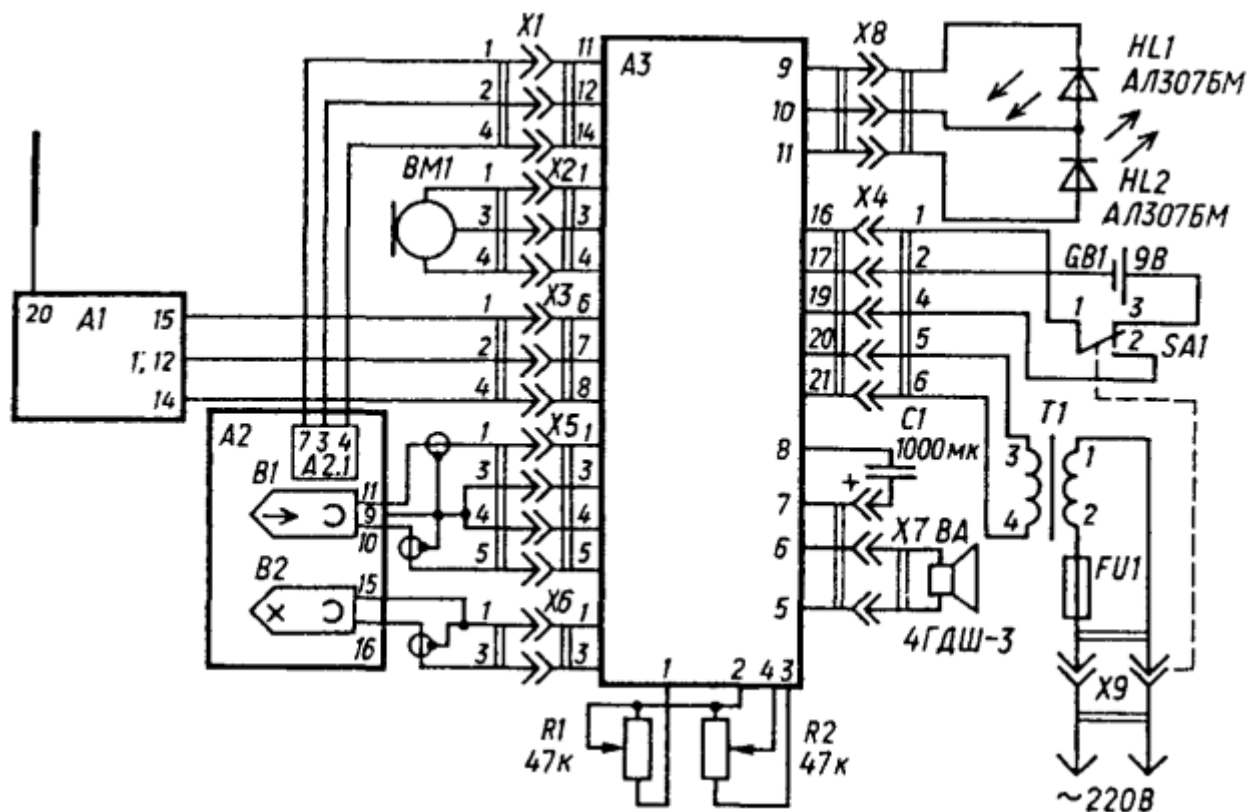 X1
1 11
2 12
4 14
A3
9 X8
10
11
HL1
АЛ307БМ
HL2
АЛ307БМ
BM1
1 X2 1
3 3
4 4
16 X4 1
17 2
19 4
20 5
21 6
GB1 9В
1 3
2 SA1
20 A1 15
1', 12
14
1 X3 6
2 7
4 8
A2
7 3 4
A2.1
B1 11
9
10
B2 15
16
1 X5 1
3 3
4 4
5 5
1 X6 1
3 3
C1
8 1000мк
7 +
6 X7 BA
5
4ГДШ-3
T1
3 1
4 2
FU1
X9
~220В
1 2 4 3
R1
47к
R2
47к